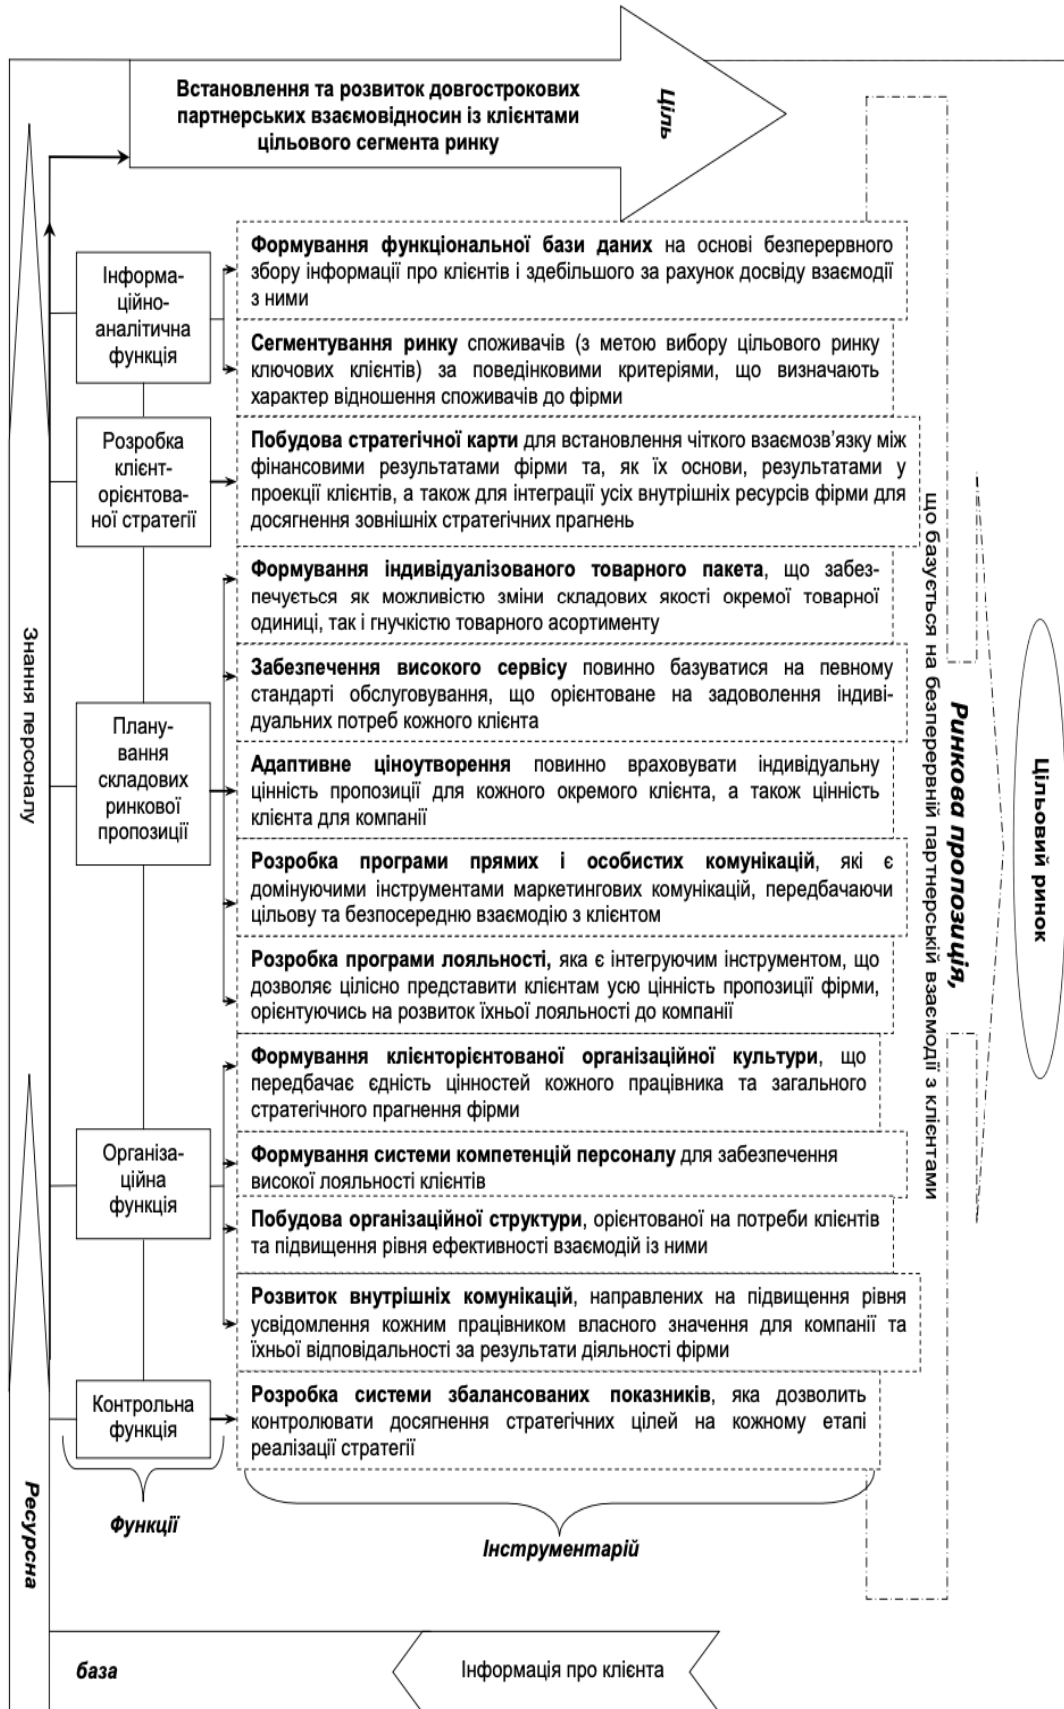 Встановлення та розвиток довгострокових
партнерських взаємовідносин із клієнтами
цільового сегмента ринку
Ціль
Інформа-
ційно-
аналітична
функція
Формування функціональної бази даних на основі безперервного
збору інформації про клієнтів і здебільшого за рахунок досвіду взаємодії
з ними
Сегментування ринку споживачів (з метою вибору цільового ринку
ключових клієнтів) за поведінковими критеріями, що визначають
характер відношення споживачів до фірми
Розробка
клієнт-
орієнтова-
ної стратегії
Побудова стратегічної карти для встановлення чіткого взаємозв’язку між
фінансовими результатами фірми та, як їх основи, результатами у
проекції клієнтів, а також для інтеграції усіх внутрішніх ресурсів фірми для
досягнення зовнішніх стратегічних прагнень
Плану-
вання
складових
ринкової
пропозиції
Формування індивідуалізованого товарного пакета, що забез-
печується як можливістю зміни складових якості окремої товарної
одиниці, так і гнучкістю товарного асортименту
Забезпечення високого сервісу повинно базуватися на певному
стандарті обслуговування, що орієнтоване на задоволення індиві-
дуальних потреб кожного клієнта
Адаптивне ціноутворення повинно враховувати індивідуальну
цінність пропозиції для кожного окремого клієнта, а також цінність
клієнта для компанії
Розробка програми прямих і особистих комунікацій, які є
домінуючими інструментами маркетингових комунікацій, передбачаючи
цільову та безпосередню взаємодію з клієнтом
Розробка програми лояльності, яка є інтегруючим інструментом, що
дозволяє цілісно представити клієнтам усю цінність пропозиції фірми,
орієнтуючись на розвиток їхньої лояльності до компанії
Організа-
ційна
функція
Формування клієнторієнтованої організаційної культури, що
передбачає єдність цінностей кожного працівника та загального
стратегічного прагнення фірми
Формування системи компетенцій персоналу для забезпечення
високої лояльності клієнтів
Побудова організаційної структури, орієнтованої на потреби клієнтів
та підвищення рівня ефективності взаємодій із ними
Розвиток внутрішніх комунікацій, направлених на підвищення рівня
усвідомлення кожним працівником власного значення для компанії та
їхньої відповідальності за результати діяльності фірми
Контрольна
функція
Розробка системи збалансованих показників, яка дозволить
контролювати досягнення стратегічних цілей на кожному етапі
реалізації стратегії
Функції
Інструментарій
Знання персоналу
Ресурсна
база
Інформація про клієнта
Ринкова пропозиція,
що базується на безперервній партнерській взаємодії з клієнтами
Цільовий ринок